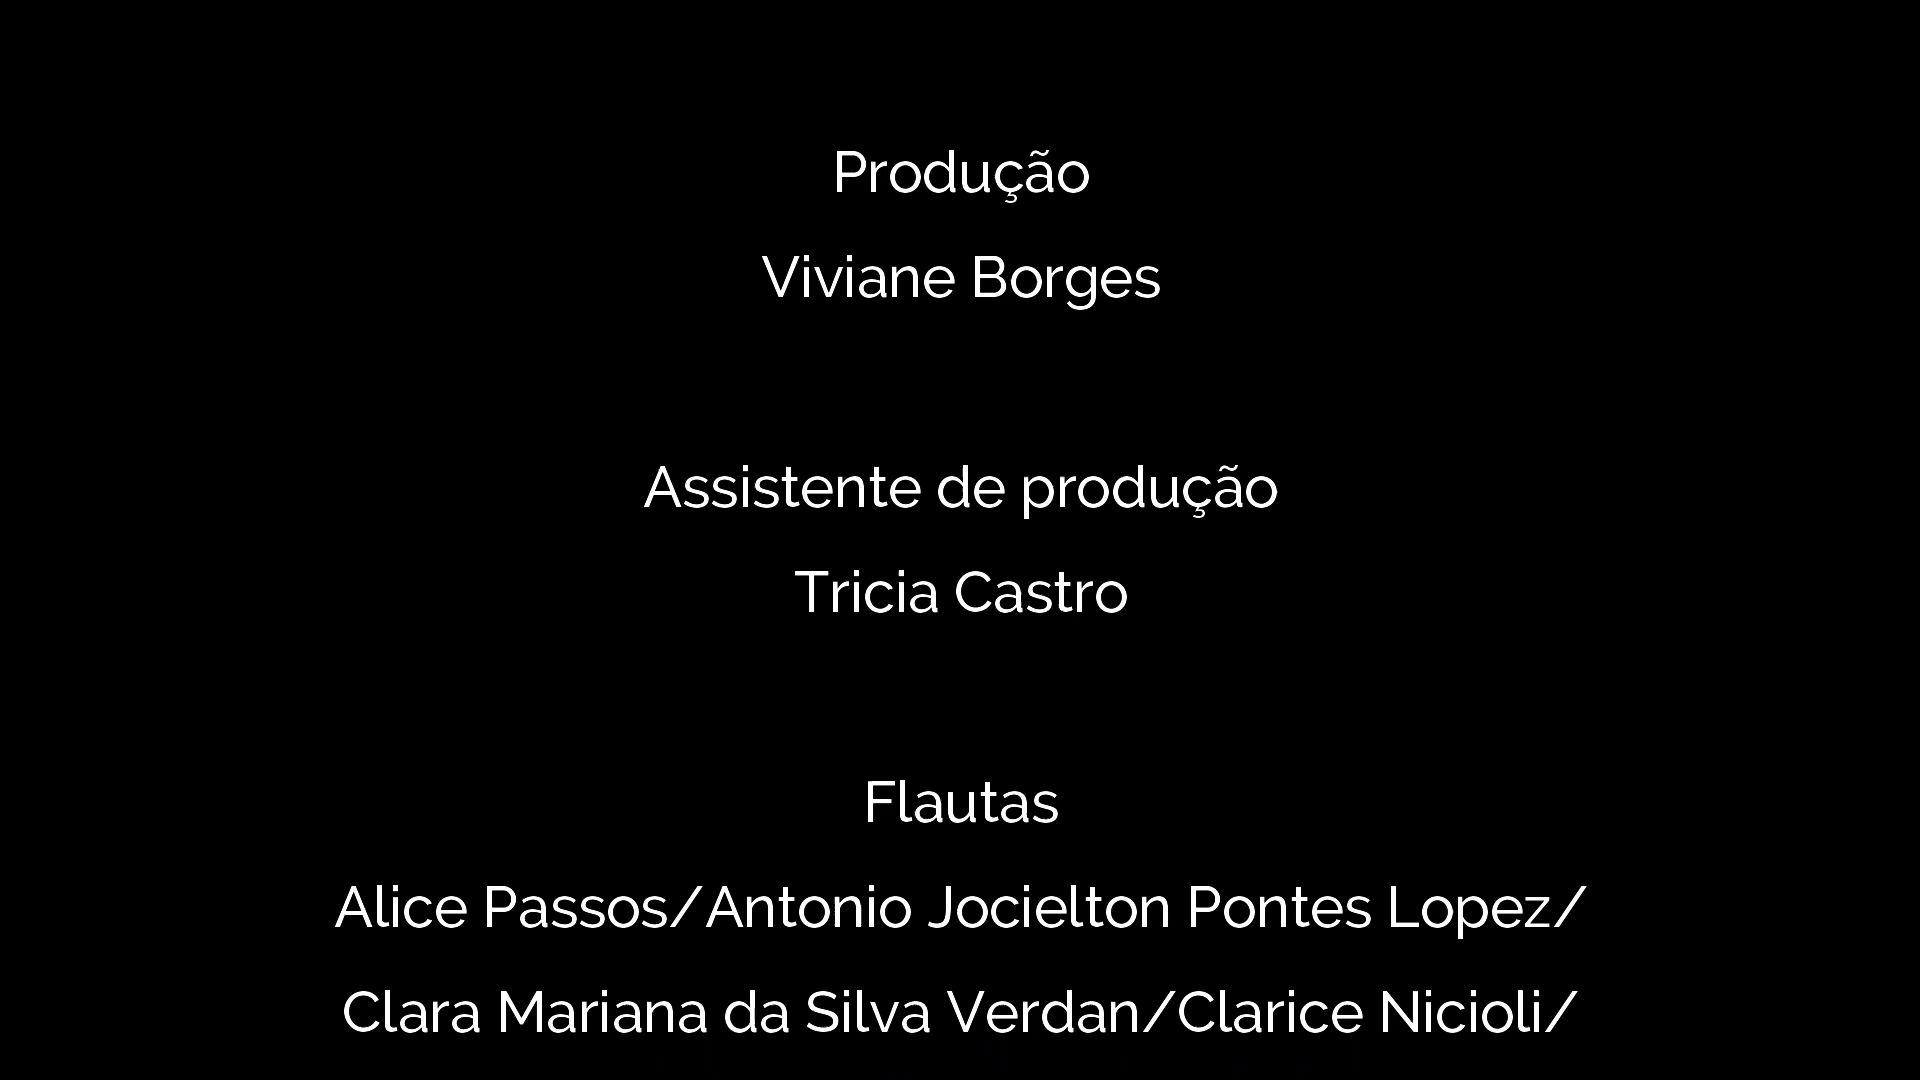 Produção
Viviane Borges
Assistente de produção
Tricia Castro
Flautas
Alice Passos/Antonio Jocielton Pontes Lopez/
Clara Mariana da Silva Verdan/Clarice Nicioli/